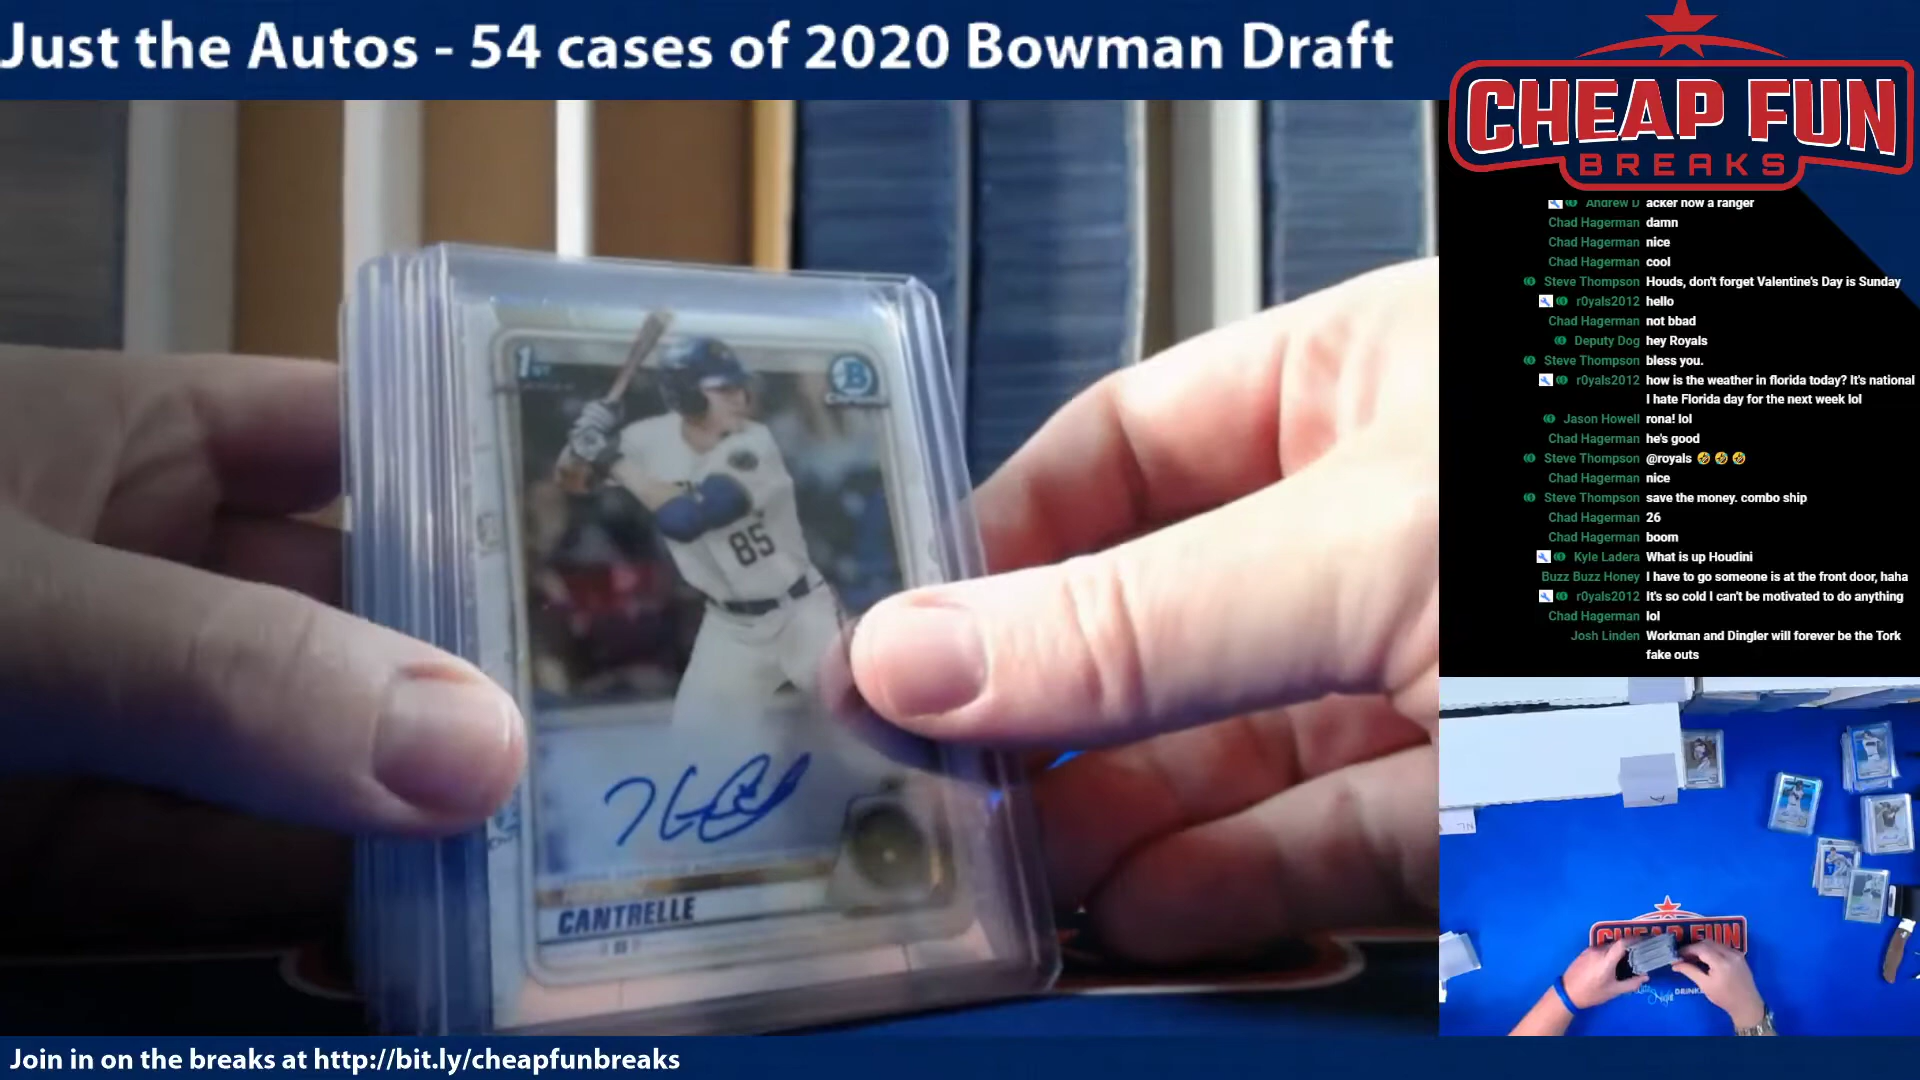 Just the Autos - 54 cases of 2020 Bowman Draft
CHEAP FUN
BREAKS
Andrew D acker now a ranger
Chad Hagerman damn
Chad Hagerman nice
Chad Hagerman cool
Steve Thompson Houds, don't forget Valentine's Day is Sunday
r0yals2012 hello
Chad Hagerman not bbad
Deputy Dog hey Royals
Steve Thompson bless you.
r0yals2012 how is the weather in florida today? It's national
I hate Florida day for the next week lol
Jason Howell rona! lol
Chad Hagerman he's good
Steve Thompson @royals 🤣 🤣 🤣
Chad Hagerman nice
Steve Thompson save the money. combo ship
Chad Hagerman 26
Chad Hagerman boom
Kyle Ladera What is up Houdini
Buzz Buzz Honey I have to go someone is at the front door, haha
r0yals2012 It's so cold I can't be motivated to do anything
Chad Hagerman lol
Josh Linden Workman and Dingler will forever be the Tork
fake outs
1ST
B
85
CANTRELLE
CHEAP FUN
Join in on the breaks at http://bit.ly/cheapfunbreaks